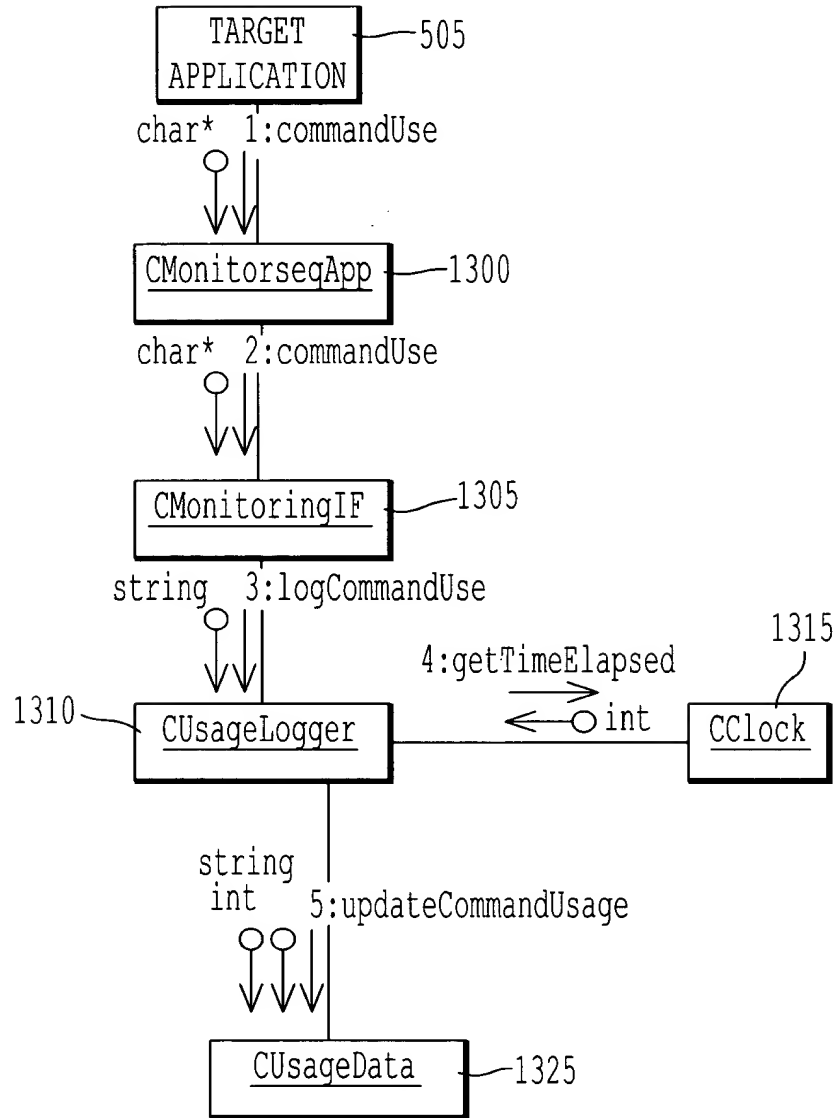 TARGET
APPLICATION
505
char* 1:commandUse
CMonitorseqApp
1300
char* 2:commandUse
CMonitoringIF
1305
string 3:logCommandUse
1315
4:getTimeElapsed
1310
CUsageLogger
int
CClock
string
int
5:updateCommandUsage
CUsageData
1325